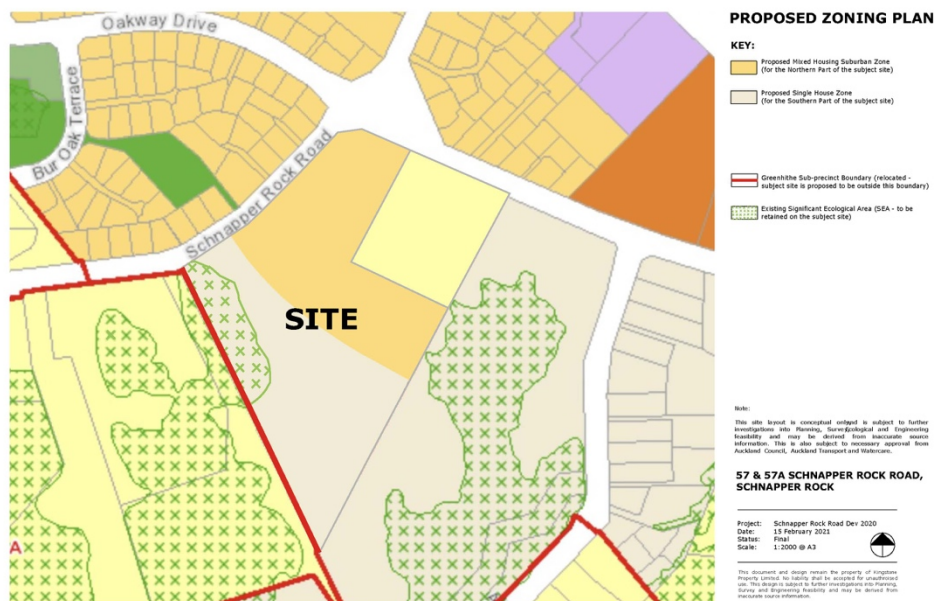 Oakway Drive
Bur Oak Terrace
Schnapper Rock Road
SITE
A
PROPOSED ZONING PLAN
KEY:
Proposed Mixed Housing Suburban Zone
(for the Northern Part of the subject site)
Proposed Single House Zone
(for the Southern Part of the subject site)
Greenhithe Sub-precinct Boundary (relocated -
subject site is proposed to be outside this boundary)
Existing Significant Ecological Area (SEA - to be
retained on the subject site)
Note:
This site layout is conceptual and is subject to further
investigations into Planning, Ecological and Engineering
feasibility and may be derived from inaccurate source
information. This is also subject to necessary approval from
Auckland Council, Auckland Transport and Watercare.
57 & 57A SCHNAPPER ROCK ROAD,
SCHNAPPER ROCK
Project: Schnapper Rock Road Dev 2020
Date: 15 February 2021
Status: Final
Scale: 1:2000 @ A3
This document and design remain the property of Kingstone
Property Limited. No liability shall be accepted for unauthorised
use. This design is subject to further investigations into Planning,
Survey and Engineering feasibility and may be derived from
inaccurate source information.